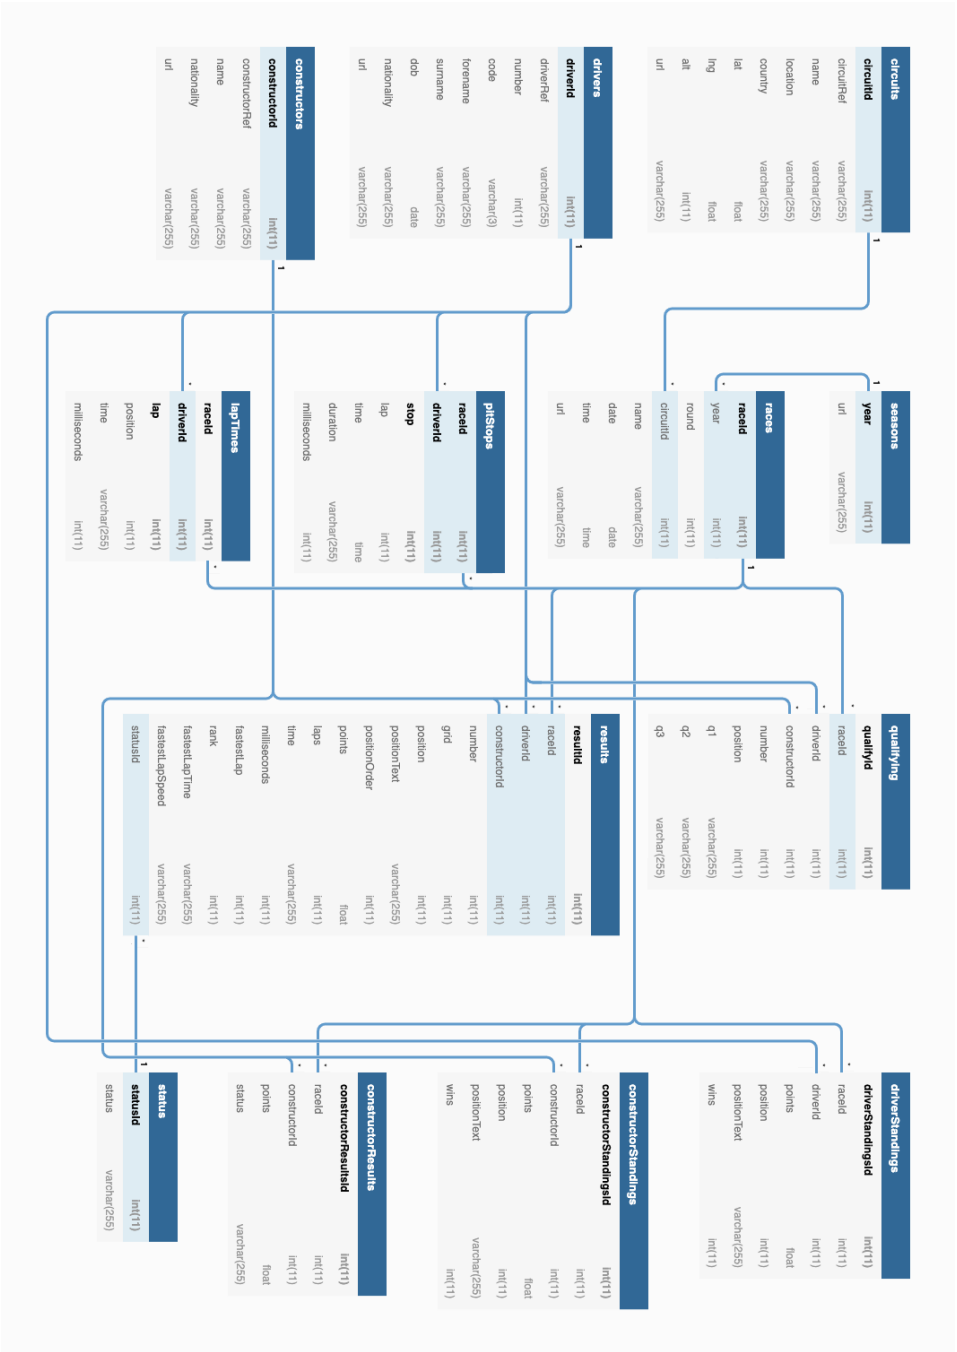 circuits
circuitId int(11)
circuitRef varchar(255)
name varchar(255)
location varchar(255)
country varchar(255)
lat float
lng float
alt int(11)
url varchar(255)
1
drivers
driverId int(11)
driverRef varchar(255)
number int(11)
code varchar(3)
forename varchar(255)
surname varchar(255)
dob date
nationality varchar(255)
url varchar(255)
1
constructors
constructorId int(11)
constructorRef varchar(255)
name varchar(255)
nationality varchar(255)
url varchar(255)
1
1
seasons
year int(11)
url varchar(255)
*
*
races
raceId int(11)
year int(11)
round int(11)
circuitId int(11)
name varchar(255)
date date
time time
url varchar(255)
1
*
pitStops
raceId int(11)
driverId int(11)
stop int(11)
lap int(11)
time time
duration varchar(255)
milliseconds int(11)
*
*
lapTimes
raceId int(11)
driverId int(11)
lap int(11)
position int(11)
time varchar(255)
milliseconds int(11)
*
*
*
*
qualifying
qualifyId int(11)
raceId int(11)
driverId int(11)
constructorId int(11)
number int(11)
position int(11)
q1 varchar(255)
q2 varchar(255)
q3 varchar(255)
*
*
*
results
resultId int(11)
raceId int(11)
driverId int(11)
constructorId int(11)
number int(11)
grid int(11)
position int(11)
positionText varchar(255)
positionOrder int(11)
points float
laps int(11)
time varchar(255)
milliseconds int(11)
fastestLap int(11)
rank int(11)
fastestLapTime varchar(255)
fastestLapSpeed varchar(255)
statusId int(11)
*
*
*
driverStandings
driverStandingsId int(11)
raceId int(11)
driverId int(11)
points float
position int(11)
positionText varchar(255)
wins int(11)
*
*
constructorStandings
constructorStandingsId int(11)
raceId int(11)
constructorId int(11)
points float
position int(11)
positionText varchar(255)
wins int(11)
*
*
constructorResults
constructorResultsId int(11)
raceId int(11)
constructorId int(11)
points float
status varchar(255)
1
status
statusId int(11)
status varchar(255)